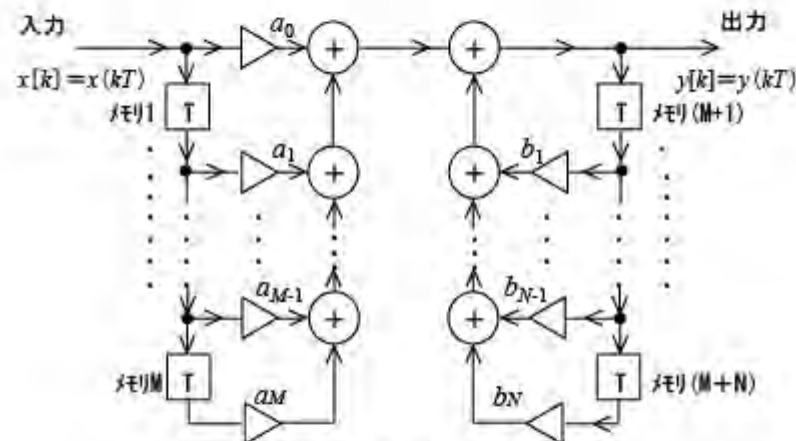 入力
a0
出力
x[k]=x(kT)
y[k]=y(kT)
メモリ1
T
T
メモリ(M+1)
a1
b1
aM-1
bN-1
メモリM
T
T
メモリ(M+N)
aM
bN